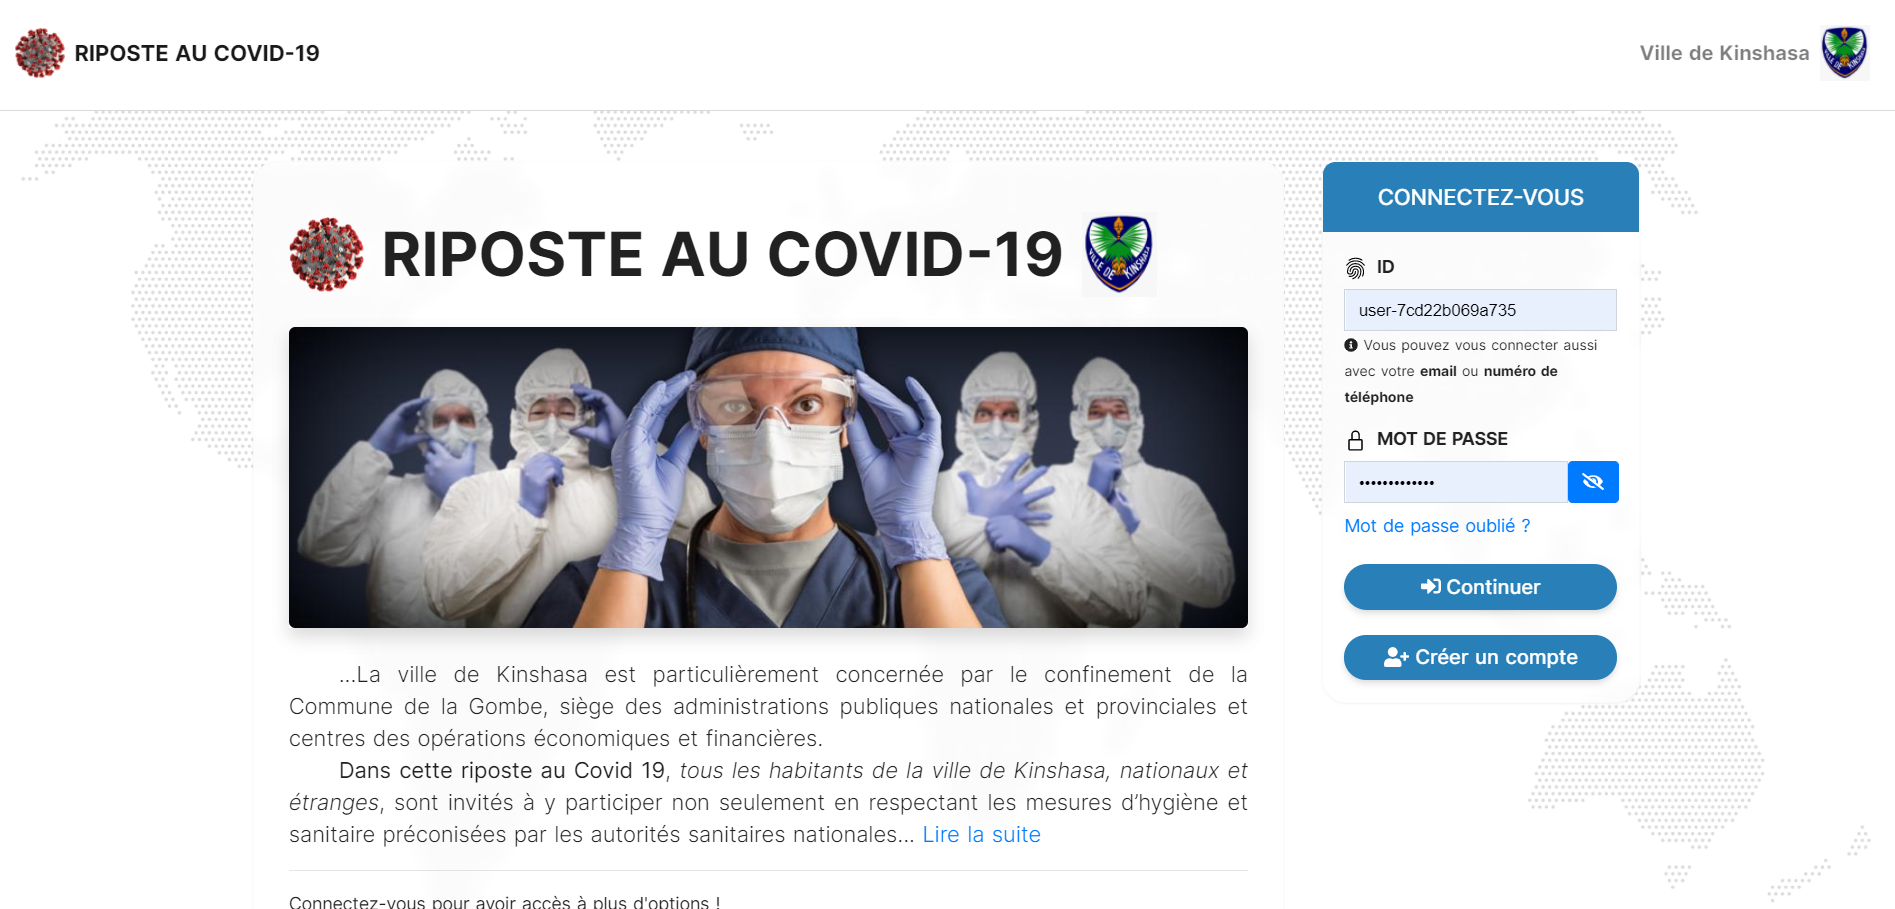 RIPOSTE AU COVID-19
Ville de Kinshasa
VILLE DE KINSHASA
RIPOSTE AU COVID-19
VILLE DE KINSHASA
...La ville de Kinshasa est particulièrement concernée par le confinement de la
Commune de la Gombe, siège des administrations publiques nationales et provinciales et
centres des opérations économiques et financières.
Dans cette riposte au Covid 19, tous les habitants de la ville de Kinshasa, nationaux et
étranges, sont invités à y participer non seulement en respectant les mesures d’hygiène et
sanitaire préconisées par les autorités sanitaires nationales... Lire la suite
Connectez-vous pour avoir accès à plus d'options !
CONNECTEZ-VOUS
ID
user-7cd22b069a735
Vous pouvez vous connecter aussi
avec votre email ou numéro de
téléphone
MOT DE PASSE
•••••••••••••
Mot de passe oublié ?
Continuer
Créer un compte